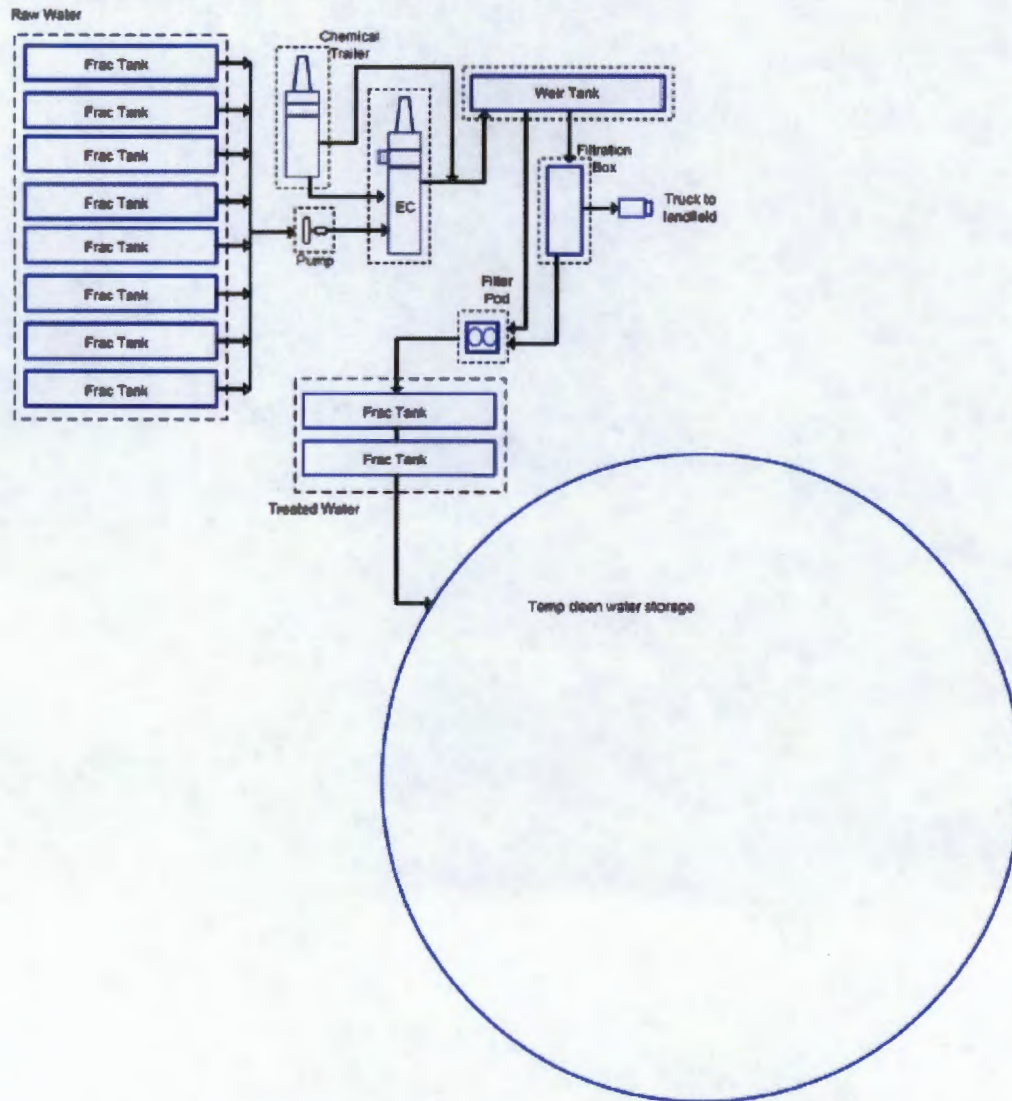 Raw Water
Frac Tank
Frac Tank
Frac Tank
Frac Tank
Frac Tank
Frac Tank
Frac Tank
Frac Tank
Chemical
Trailer
EC
Pump
Weir Tank
Filtration
Box
Truck to
landfield
Filter
Pod
Frac Tank
Frac Tank
Treated Water
Temp clean water storage